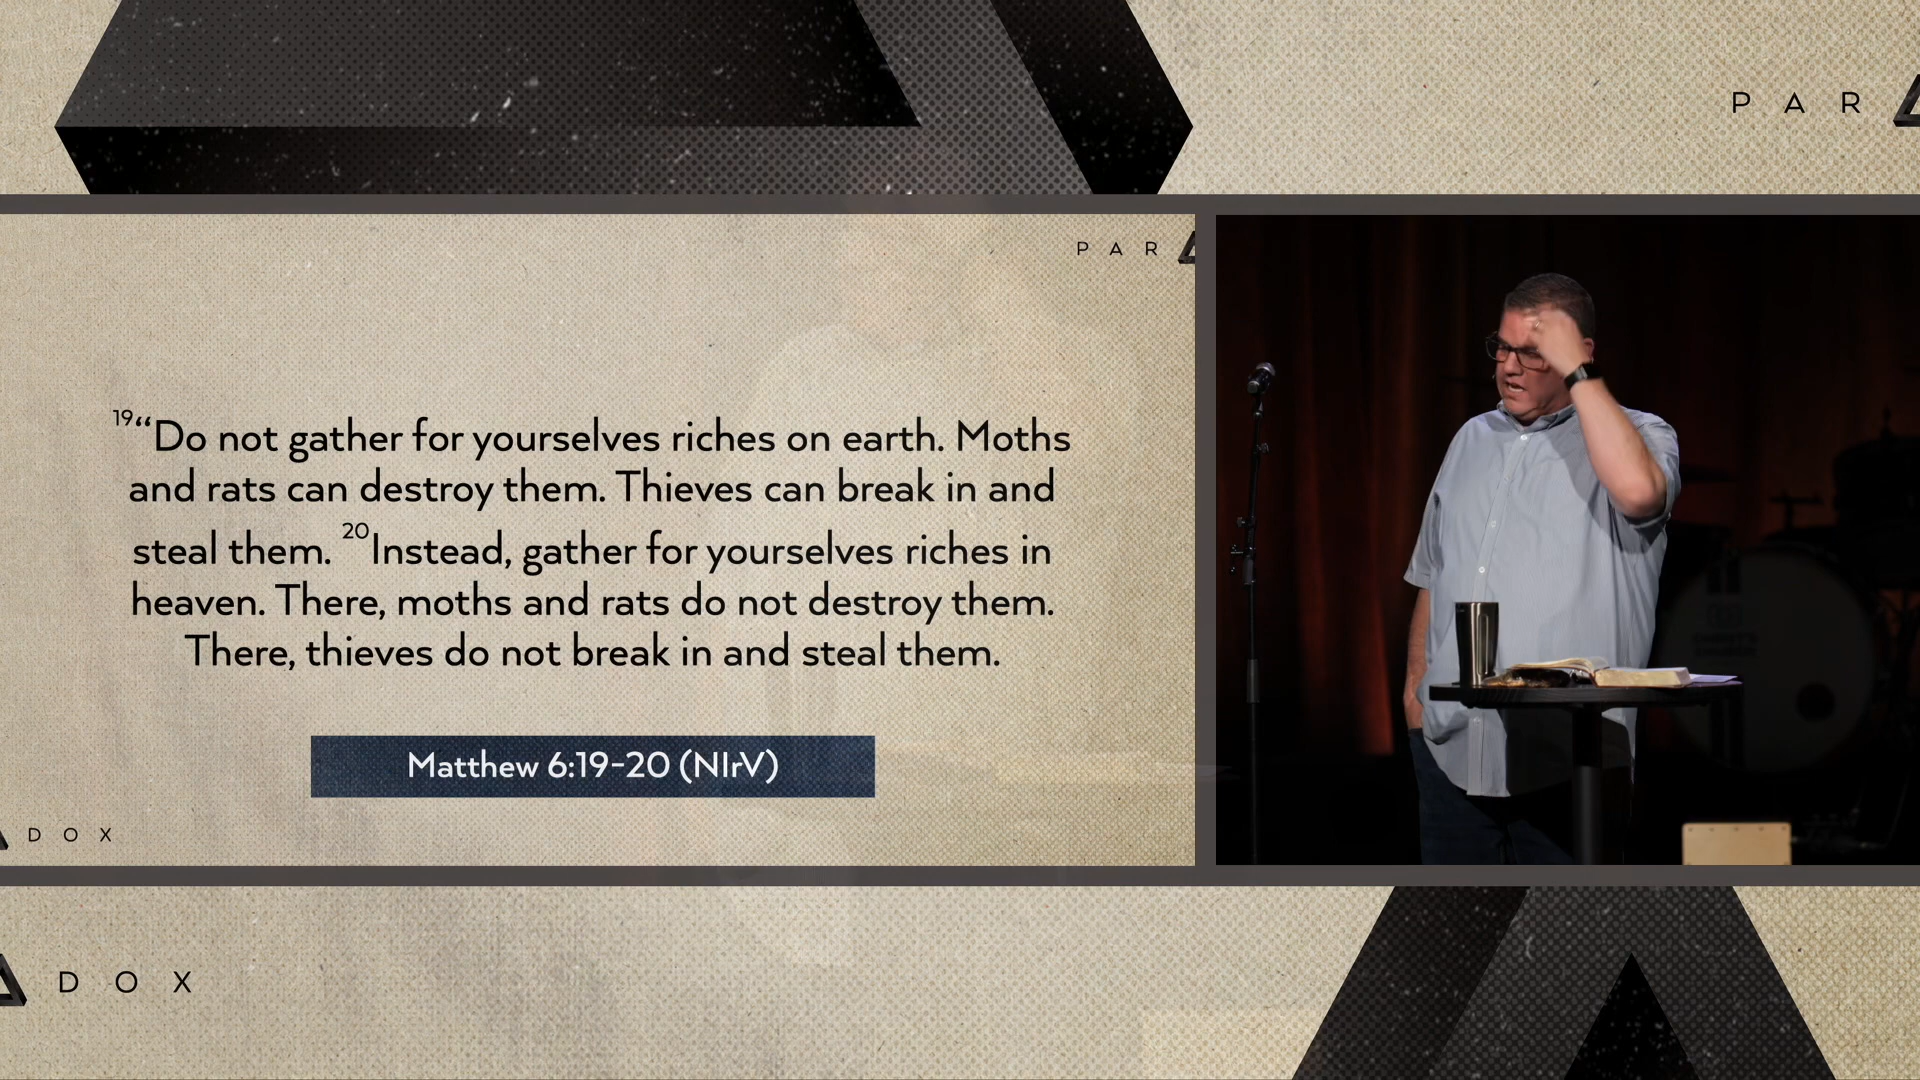 P A R
P A R
19“Do not gather for yourselves riches on earth. Moths
and rats can destroy them. Thieves can break in and
steal them. 20Instead, gather for yourselves riches in
heaven. There, moths and rats do not destroy them.
There, thieves do not break in and steal them.
Matthew 6:19-20 (NIrV)
D O X
D O X